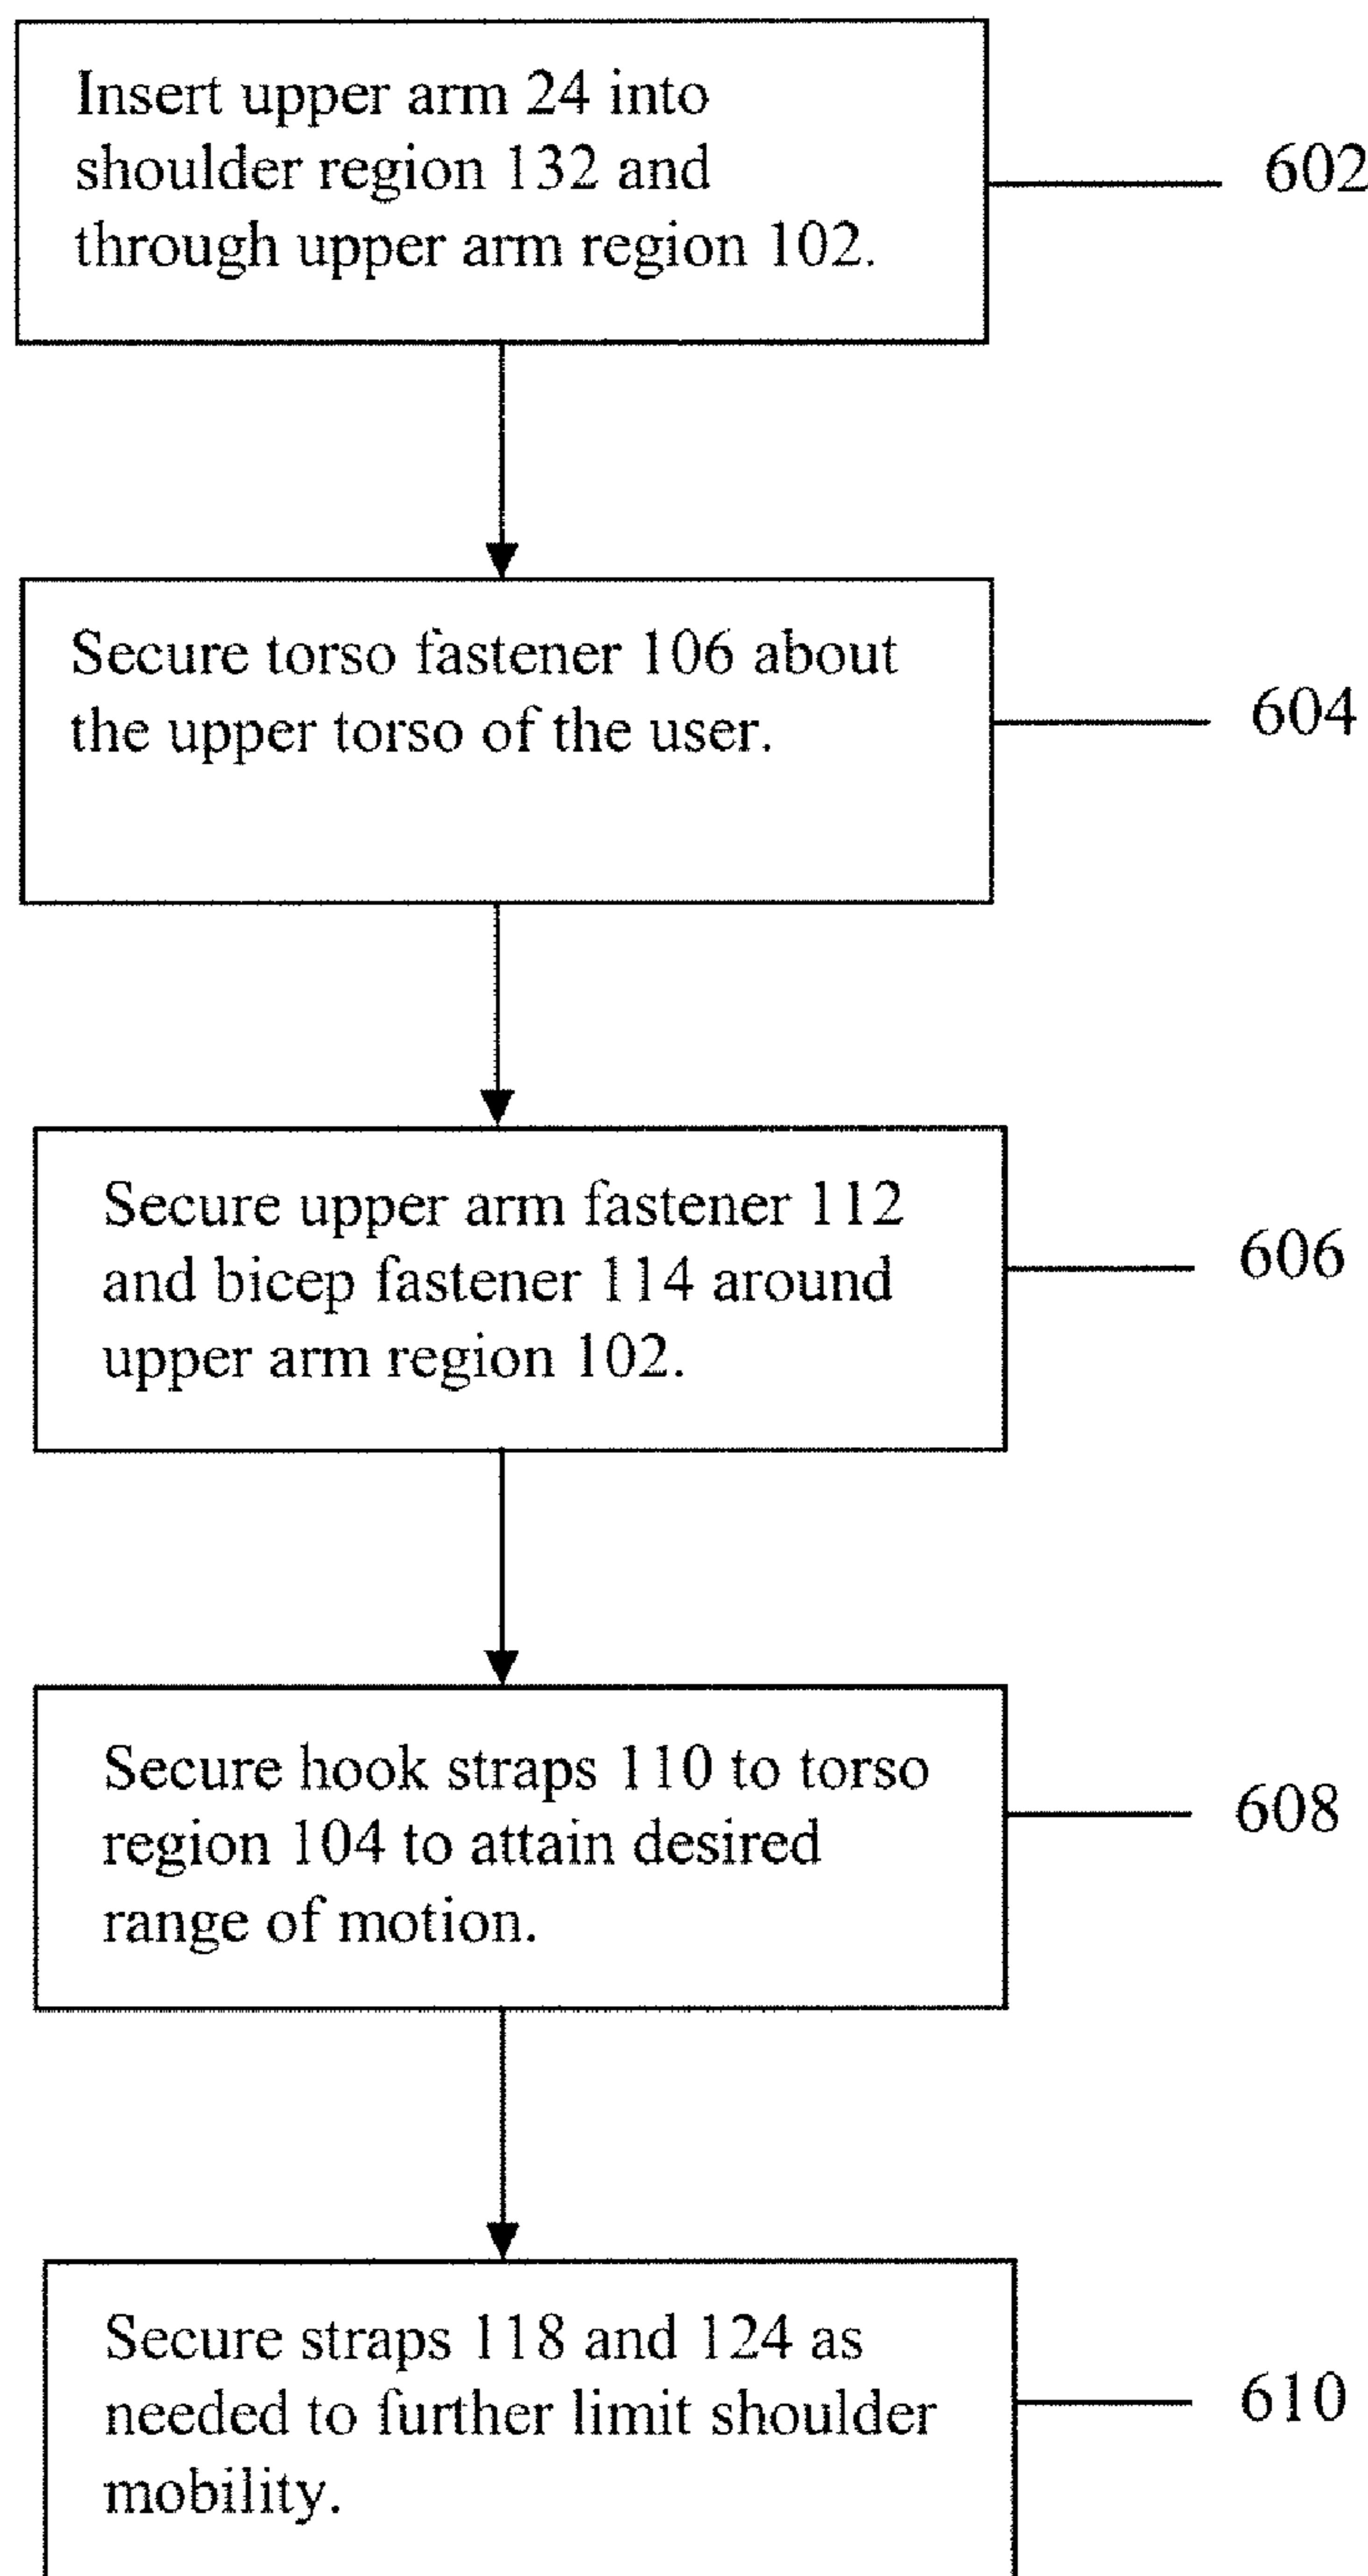 Insert upper arm 24 into
shoulder region 132 and
through upper arm region 102.
602
Secure torso fastener 106 about
the upper torso of the user.
604
Secure upper arm fastener 112
and bicep fastener 114 around
upper arm region 102.
606
Secure hook straps 110 to torso
region 104 to attain desired
range of motion.
608
Secure straps 118 and 124 as
needed to further limit shoulder
mobility.
610